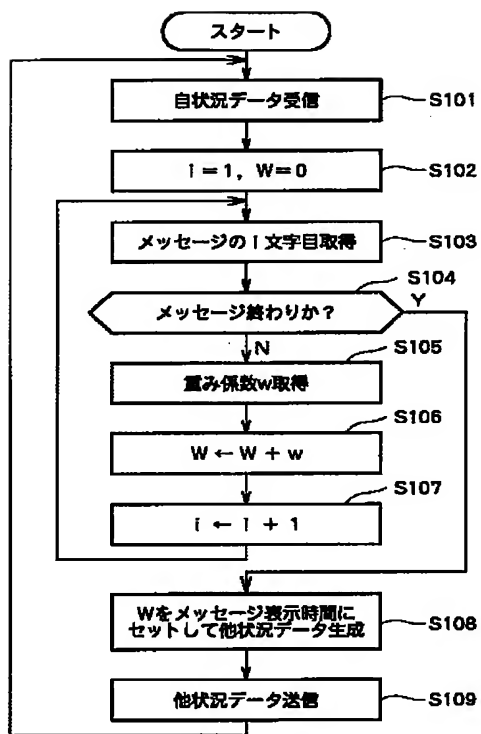 スタート
自状況データ受信
S101
i=1, W=0
S102
メッセージのi文字目取得
S103
S104
メッセージ終わりか?
Y
N
S105
重み係数w取得
S106
W ← W + w
S107
i ← i + 1
Wをメッセージ表示時間に
セットして他状況データ生成
S108
他状況データ送信
S109